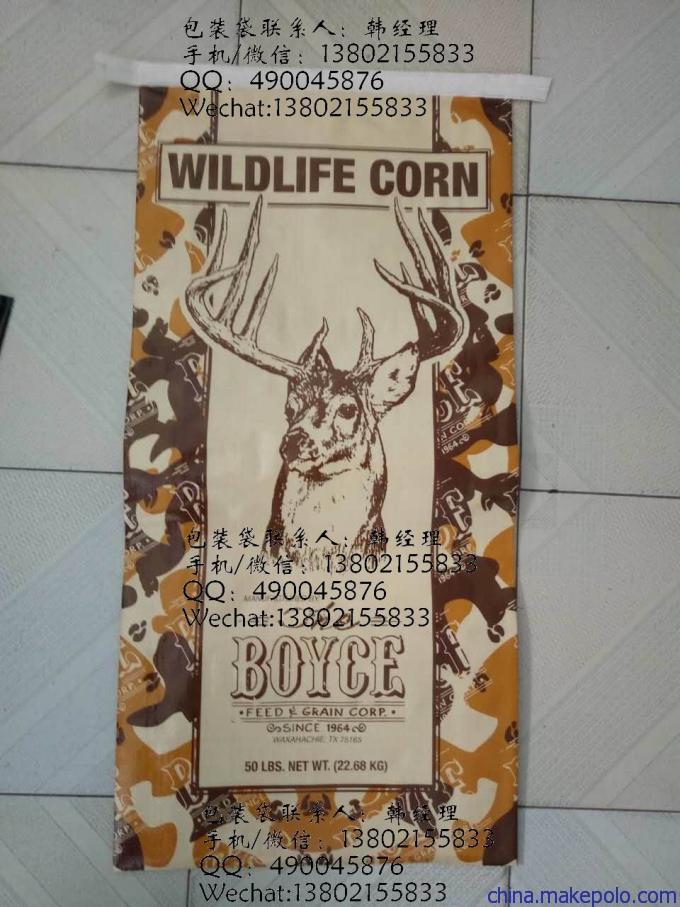 包装袋联系人：韩经理
手机/微信：13802155833
QQ：490045876
Wechat:13802155833
WILDLIFE CORN
包装袋联系人：韩经理
手机/微信：13802155833
QQ：490045876
Wechat:13802155833
The
BOYCE
•FEED & GRAIN CORP.•
SINCE 1964
WAXAHACHIE, TX 75165
50 LBS. NET WT. (22.68 KG)
包装袋联系人：韩经理
手机/微信：13802155833
QQ：490045876
Wechat:13802155833
china.makepolo.com